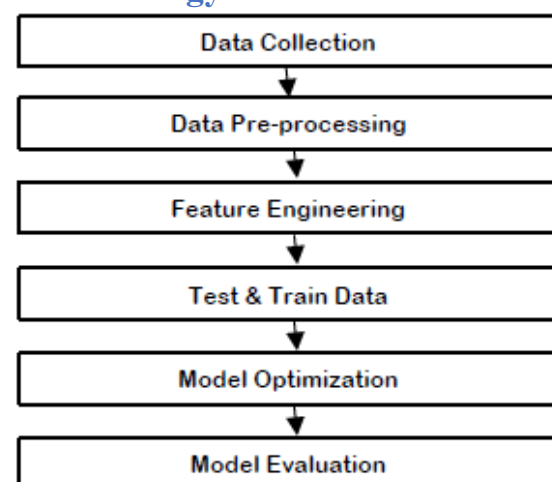 Data Collection
Data Pre-processing
Feature Engineering
Test & Train Data
Model Optimization
Model Evaluation